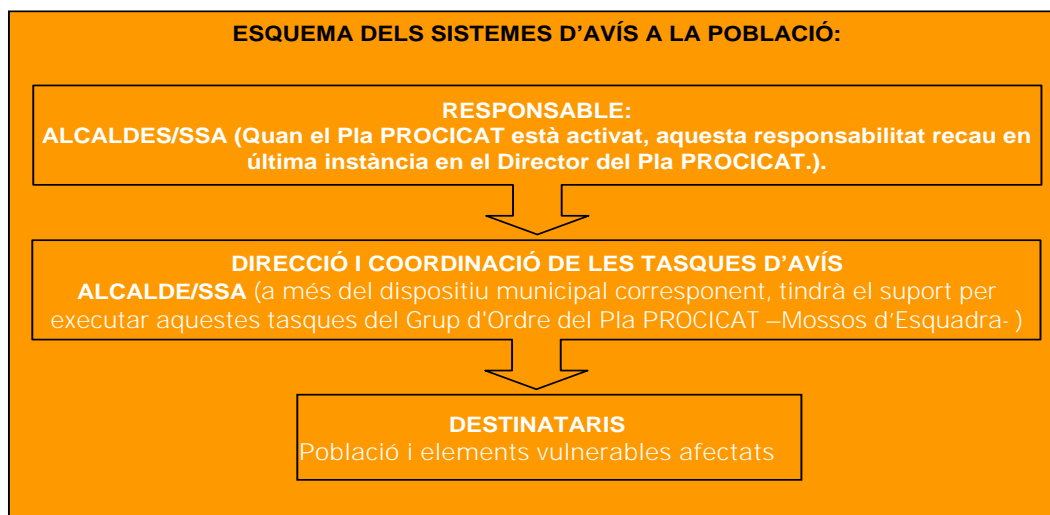 ESQUEMA DELS SISTEMES D'AVÍS A LA POBLACIÓ:
RESPONSABLE:
ALCALDES/SSA (Quan el Pla PROCICAT està activat, aquesta responsabilitat recau en
última instància en el Director del Pla PROCICAT.).
DIRECCIÓ I COORDINACIÓ DE LES TASQUES D'AVÍS
ALCALDE/SSA (a més del dispositiu municipal corresponent, tindrà el suport per
executar aquestes tasques del Grup d'Ordre del Pla PROCICAT –Mossos d'Esquadra- )
DESTINATARIS
Població i elements vulnerables afectats